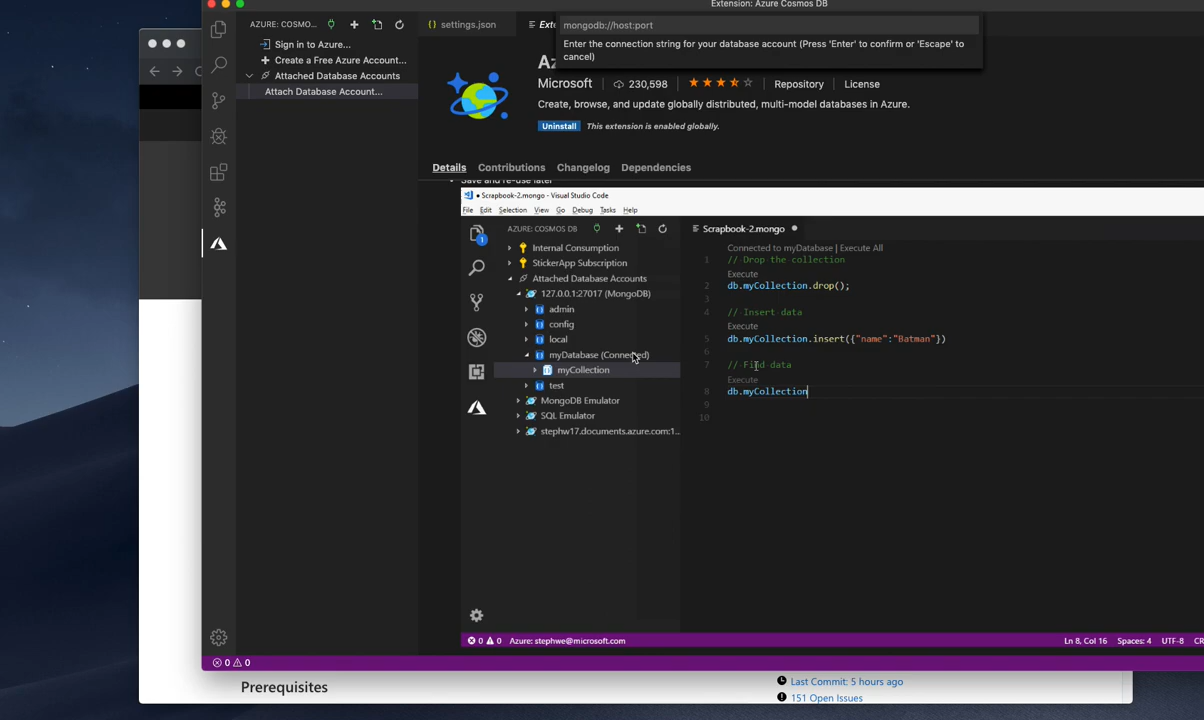 Extension: Azure Cosmos DB
AZURE: COSMO...
settings.json
mongodb://host:port
Enter the connection string for your database account (Press 'Enter' to confirm or 'Escape' to
cancel)
Sign in to Azure...
Create a Free Azure Account...
Attached Database Accounts
Attach Database Account...
Microsoft
230,598
Repository
License
Create, browse, and update globally distributed, multi-model databases in Azure.
Uninstall
This extension is enabled globally.
Details
Contributions
Changelog
Dependencies
Save and re-use later
Scrapbook-2.mongo - Visual Studio Code
File Edit Selection View Go Debug Tasks Help
AZURE: COSMOS DB
Scrapbook-2.mongo
1
Internal Consumption
StickerApp Subscription
Attached Database Accounts
127.0.0.1:27017 (MongoDB)
admin
config
local
myDatabase (Connected)
myCollection
test
MongoDB Emulator
SQL Emulator
stephw17.documents.azure.com:1...
Connected to myDatabase | Execute All
1 // Drop the collection
Execute
2 db.myCollection.drop();
3
4 // Insert data
Execute
5 db.myCollection.insert({"name":"Batman"})
6
7 // Find data
Execute
8 db.myCollection
9
10
0 0 Azure: stephwe@microsoft.com
Ln 8, Col 16 Spaces: 4 UTF-8 CR
0 0
Prerequisites
Last Commit: 5 hours ago
151 Open Issues